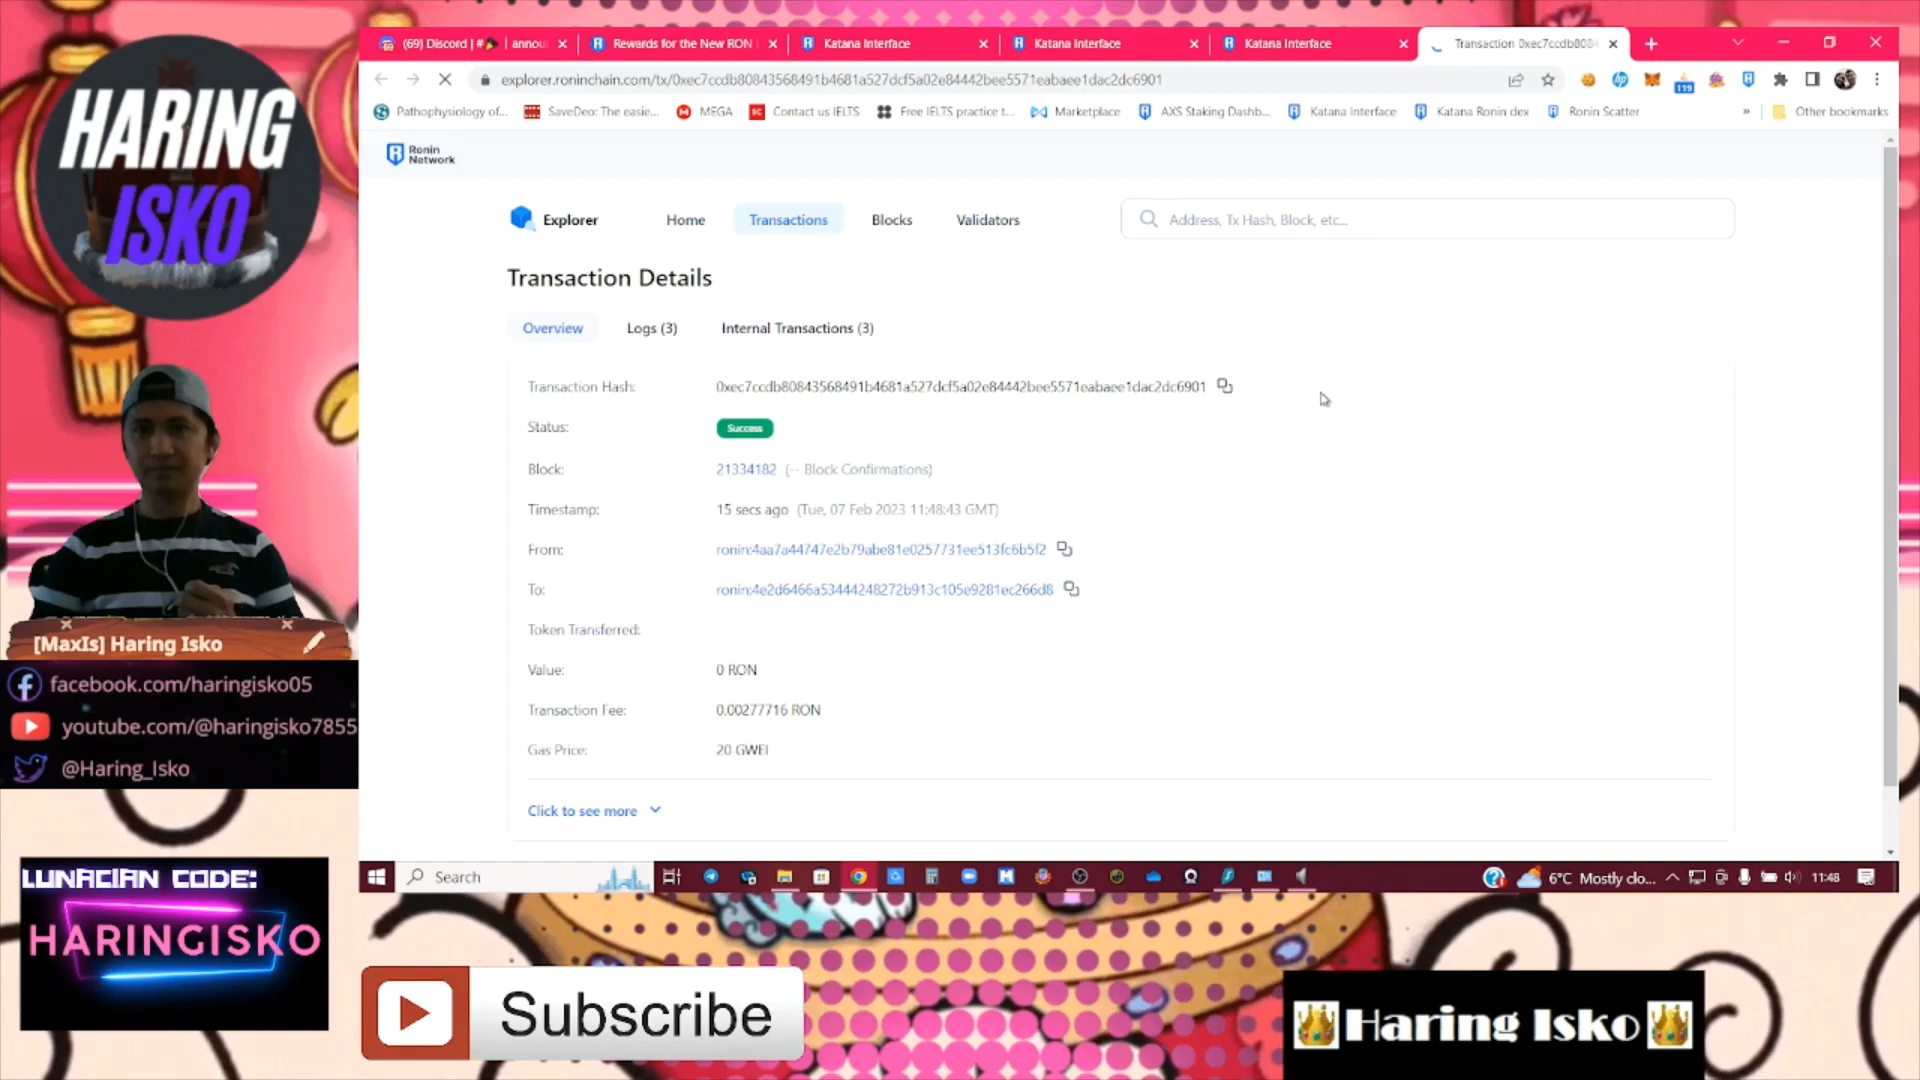 HARING
ISKO
[MaxIs] Haring Isko
facebook.com/haringisko05
youtube.com/@haringisko7855
@Haring_Isko
LUNACIAN CODE:
HARINGISKO
(69) Discord | # | annou
Rewards for the New RON
Katana Interface
Katana Interface
Katana Interface
Transaction 0xec7ccdb808
explorer.roninchain.com/tx/0xec7ccdb80843568491b4681a527dcf5a02e84442bee5571eabaee1dac2dc6901
119
Pathophysiology of...
SaveDeo: The easie...
MEGA
Contact us IELTS
Free IELTS practice t...
Marketplace
AXS Staking Dashb...
Katana Interface
Katana Ronin dex
Ronin Scatter
»
Other bookmarks
Ronin
Network
Explorer
Home
Transactions
Blocks
Validators
Address, Tx Hash, Block, etc...
Transaction Details
Overview
Logs (3)
Internal Transactions (3)
Transaction Hash: 0xec7ccdb80843568491b4681a527dcf5a02e84442bee5571eabaee1dac2dc6901
Status: Success
Block: 21334182 (-- Block Confirmations)
Timestamp: 15 secs ago (Tue, 07 Feb 2023 11:48:43 GMT)
From: ronin:4aa7a44747e2b79abe81e0257731ee513fc6b5f2
To: ronin:4e2d6466a53444248272b913c105e9281ec266d8
Token Transferred:
Value: 0 RON
Transaction Fee: 0.00277716 RON
Gas Price: 20 GWEI
Click to see more
Search
6°C Mostly clo...
11:48
Subscribe
Haring Isko